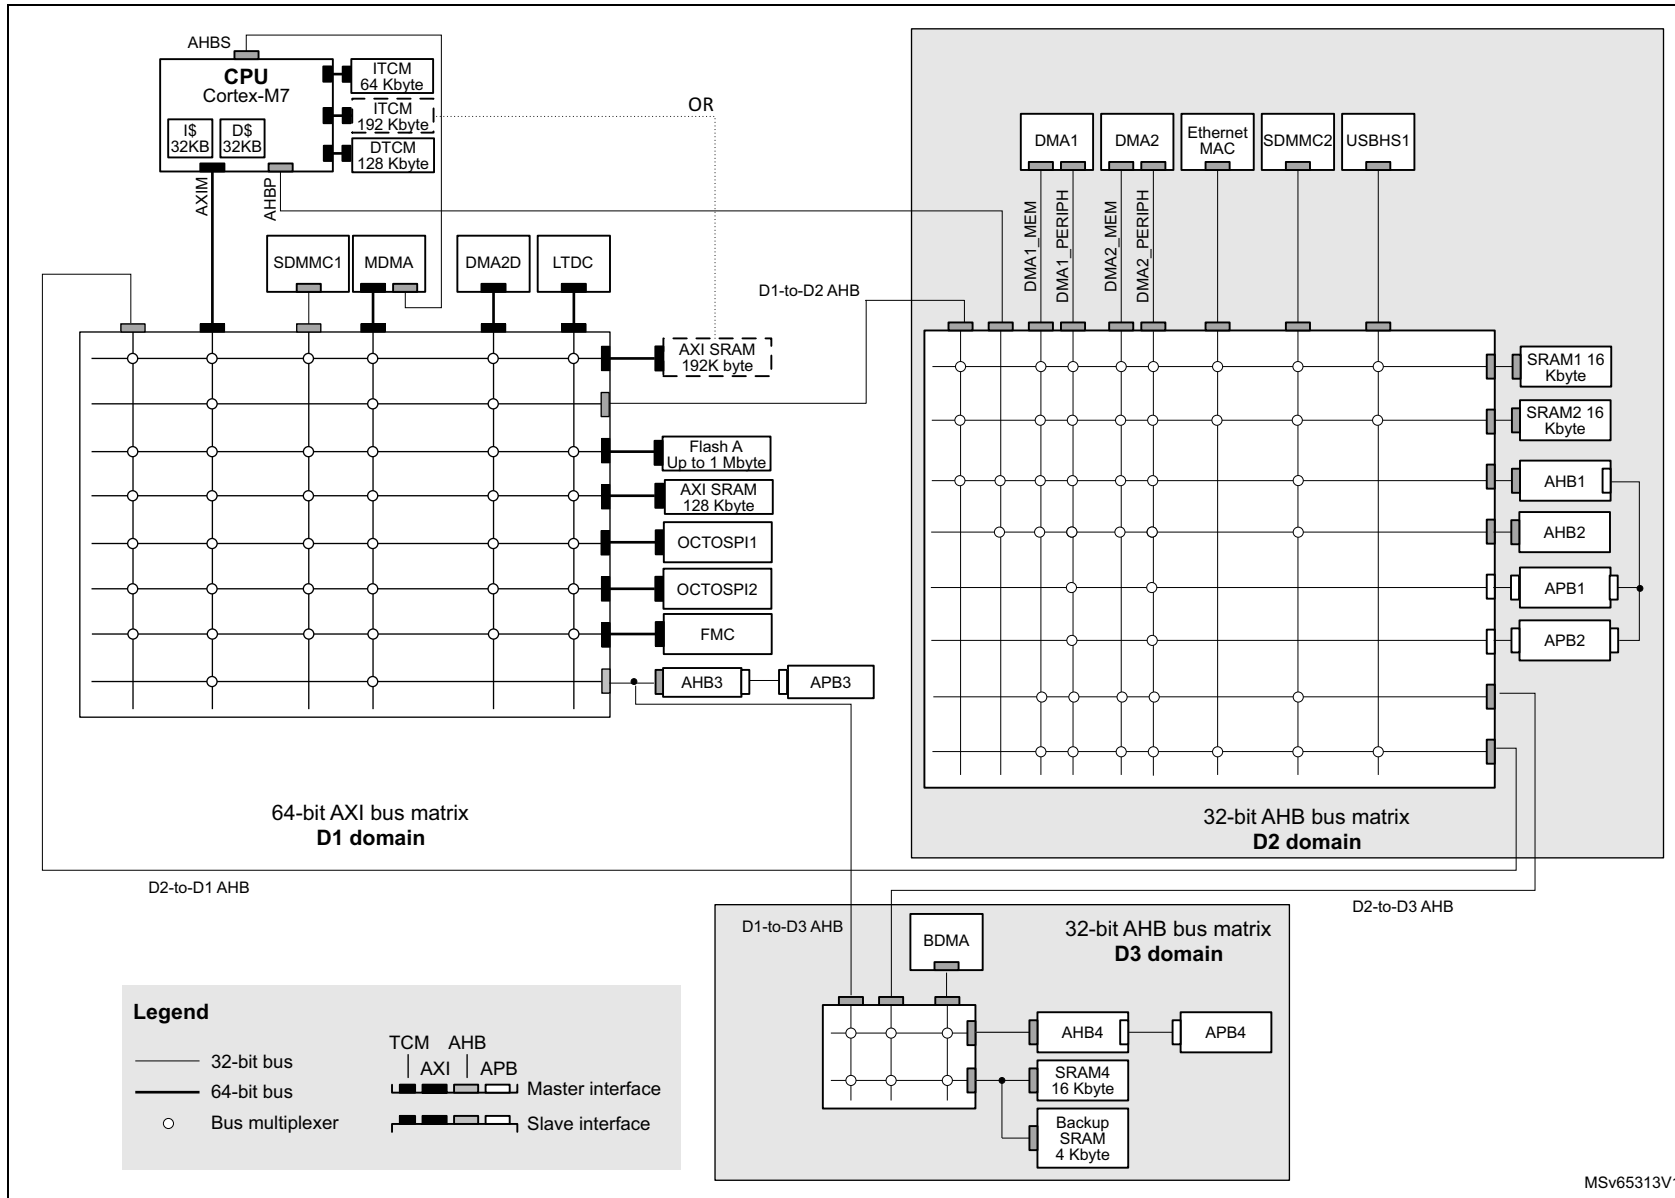 AHBS
CPU
Cortex-M7
I$
32KB
D$
32KB
ITCM
64 Kbyte
ITCM
192 Kbyte
DTCM
128 Kbyte
OR
AXIM
AHBP
SDMMC1
MDMA
DMA2D
LTDC
AXI SRAM
192K byte
Flash A
Up to 1 Mbyte
AXI SRAM
128 Kbyte
OCTOSPI1
OCTOSPI2
FMC
AHB3
APB3
64-bit AXI bus matrix
D1 domain
D1-to-D2 AHB
DMA1
DMA2
Ethernet
MAC
SDMMC2
USBHS1
DMA1_MEM
DMA1_PERIPH
DMA2_MEM
DMA2_PERIPH
SRAM1 16
Kbyte
SRAM2 16
Kbyte
AHB1
AHB2
APB1
APB2
32-bit AHB bus matrix
D2 domain
D2-to-D1 AHB
D2-to-D3 AHB
D1-to-D3 AHB
BDMA
32-bit AHB bus matrix
D3 domain
AHB4
APB4
SRAM4
16 Kbyte
Backup
SRAM
4 Kbyte
Legend
32-bit bus
64-bit bus
Bus multiplexer
TCM
AHB
AXI
APB
Master interface
Slave interface
MSv65313V1